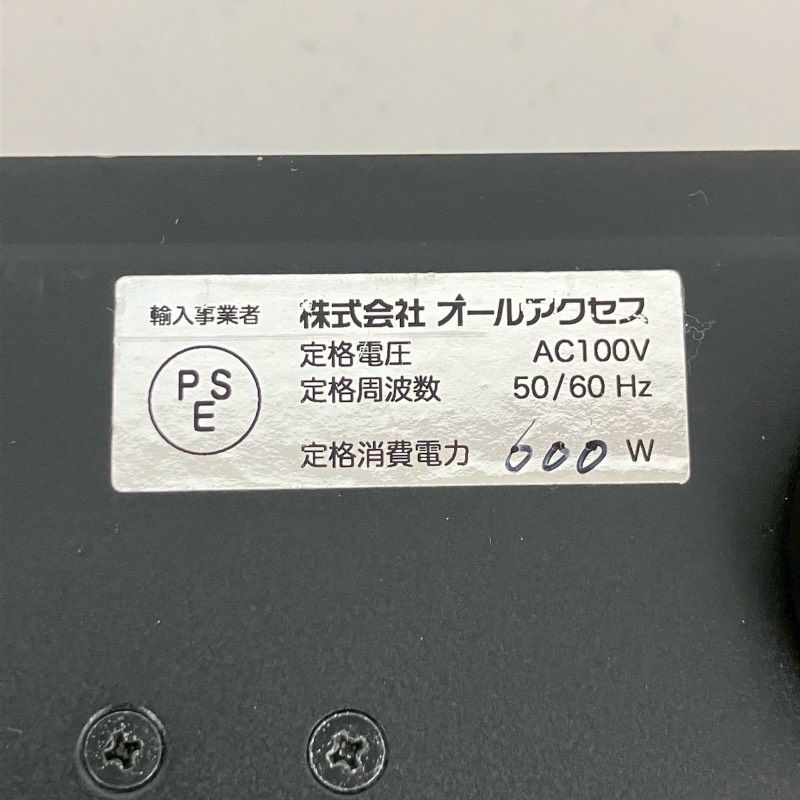 輸入事業者 株式会社 オールアクセス
PSE
定格電圧 AC100V
定格周波数 50/60 Hz
定格消費電力 600 W